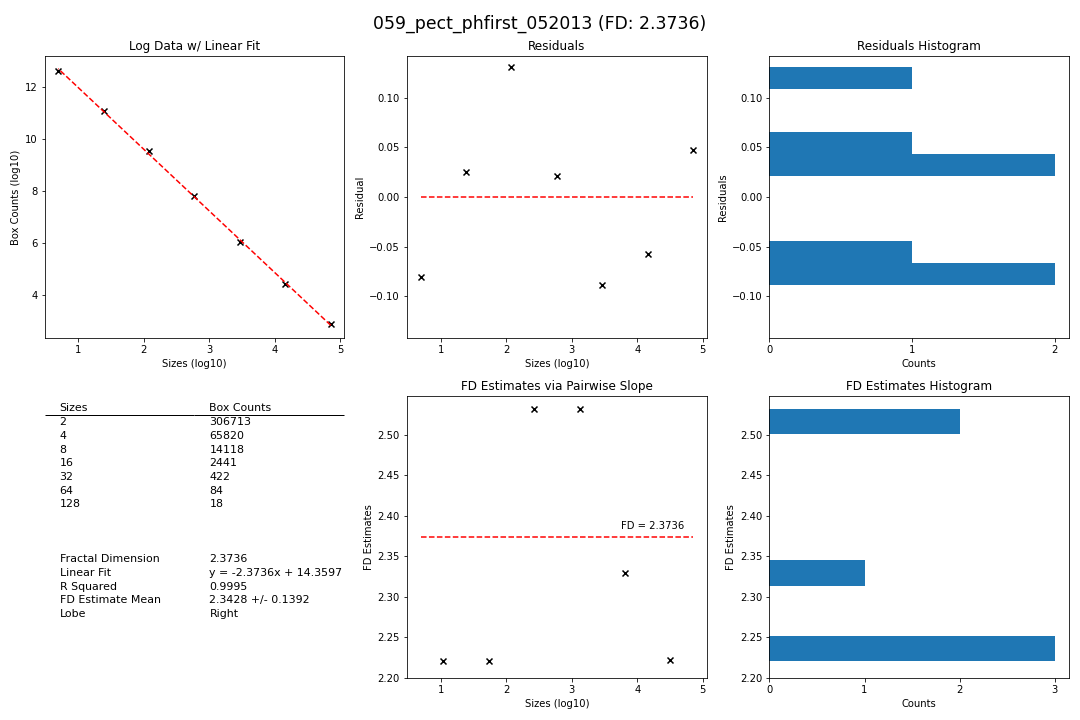 059_pect_phfirst_052013 (FD: 2.3736)
Log Data w/ Linear Fit
Box Counts (log10)
12
10
8
6
4
1 2 3 4 5
Sizes (log10)
Residuals
Residual
0.10
0.05
0.00
−0.05
−0.10
1 2 3 4 5
Sizes (log10)
Residuals Histogram
Residuals
0.10
0.05
0.00
−0.05
−0.10
0 1 2
Counts
Sizes Box Counts
2 306713
4 65820
8 14118
16 2441
32 422
64 84
128 18
Fractal Dimension 2.3736
Linear Fit y = -2.3736x + 14.3597
R Squared 0.9995
FD Estimate Mean 2.3428 +/- 0.1392
Lobe Right
FD Estimates via Pairwise Slope
FD Estimates
2.50
2.45
2.40
2.35
2.30
2.25
2.20
FD = 2.3736
1 2 3 4 5
Sizes (log10)
FD Estimates Histogram
FD Estimates
2.50
2.45
2.40
2.35
2.30
2.25
2.20
0 1 2 3
Counts